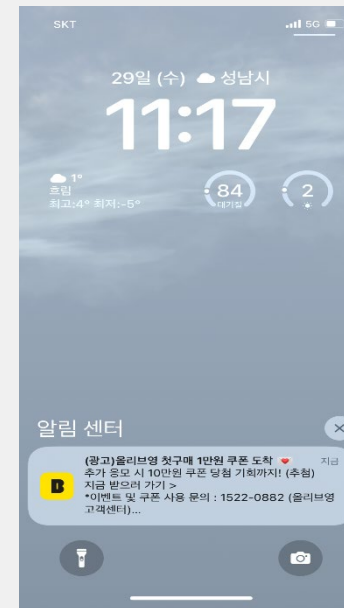 SKT
5G
29일 (수) 성남시
11:17
1°
흐림
최고:4° 최저:-5°
84
대기질
2
알림 센터
(광고)올리브영 첫구매 1만원 쿠폰 도착 💌 지금
추가 응모 시 10만원 쿠폰 당첨 기회까지! (추첨)
지금 받으러 가기 >
*이벤트 및 쿠폰 사용 문의 : 1522-0882 (올리브영
고객센터)...
B